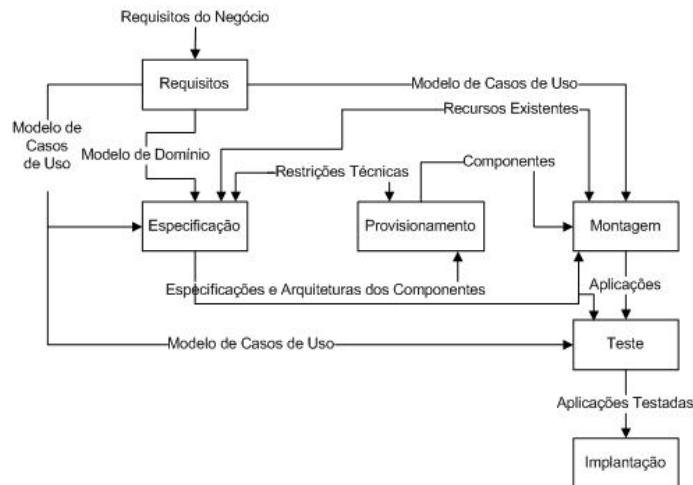 Requisitos do Negócio
Requisitos
Modelo de Casos de Uso
Recursos Existentes
Modelo de
Casos
de Uso
Modelo de Domínio
Componentes
Restrições Técnicas
Especificação
Provisionamento
Montagem
Especificações e Arquiteturas dos Componentes
Aplicações
Modelo de Casos de Uso
Teste
Aplicações Testadas
Implantação